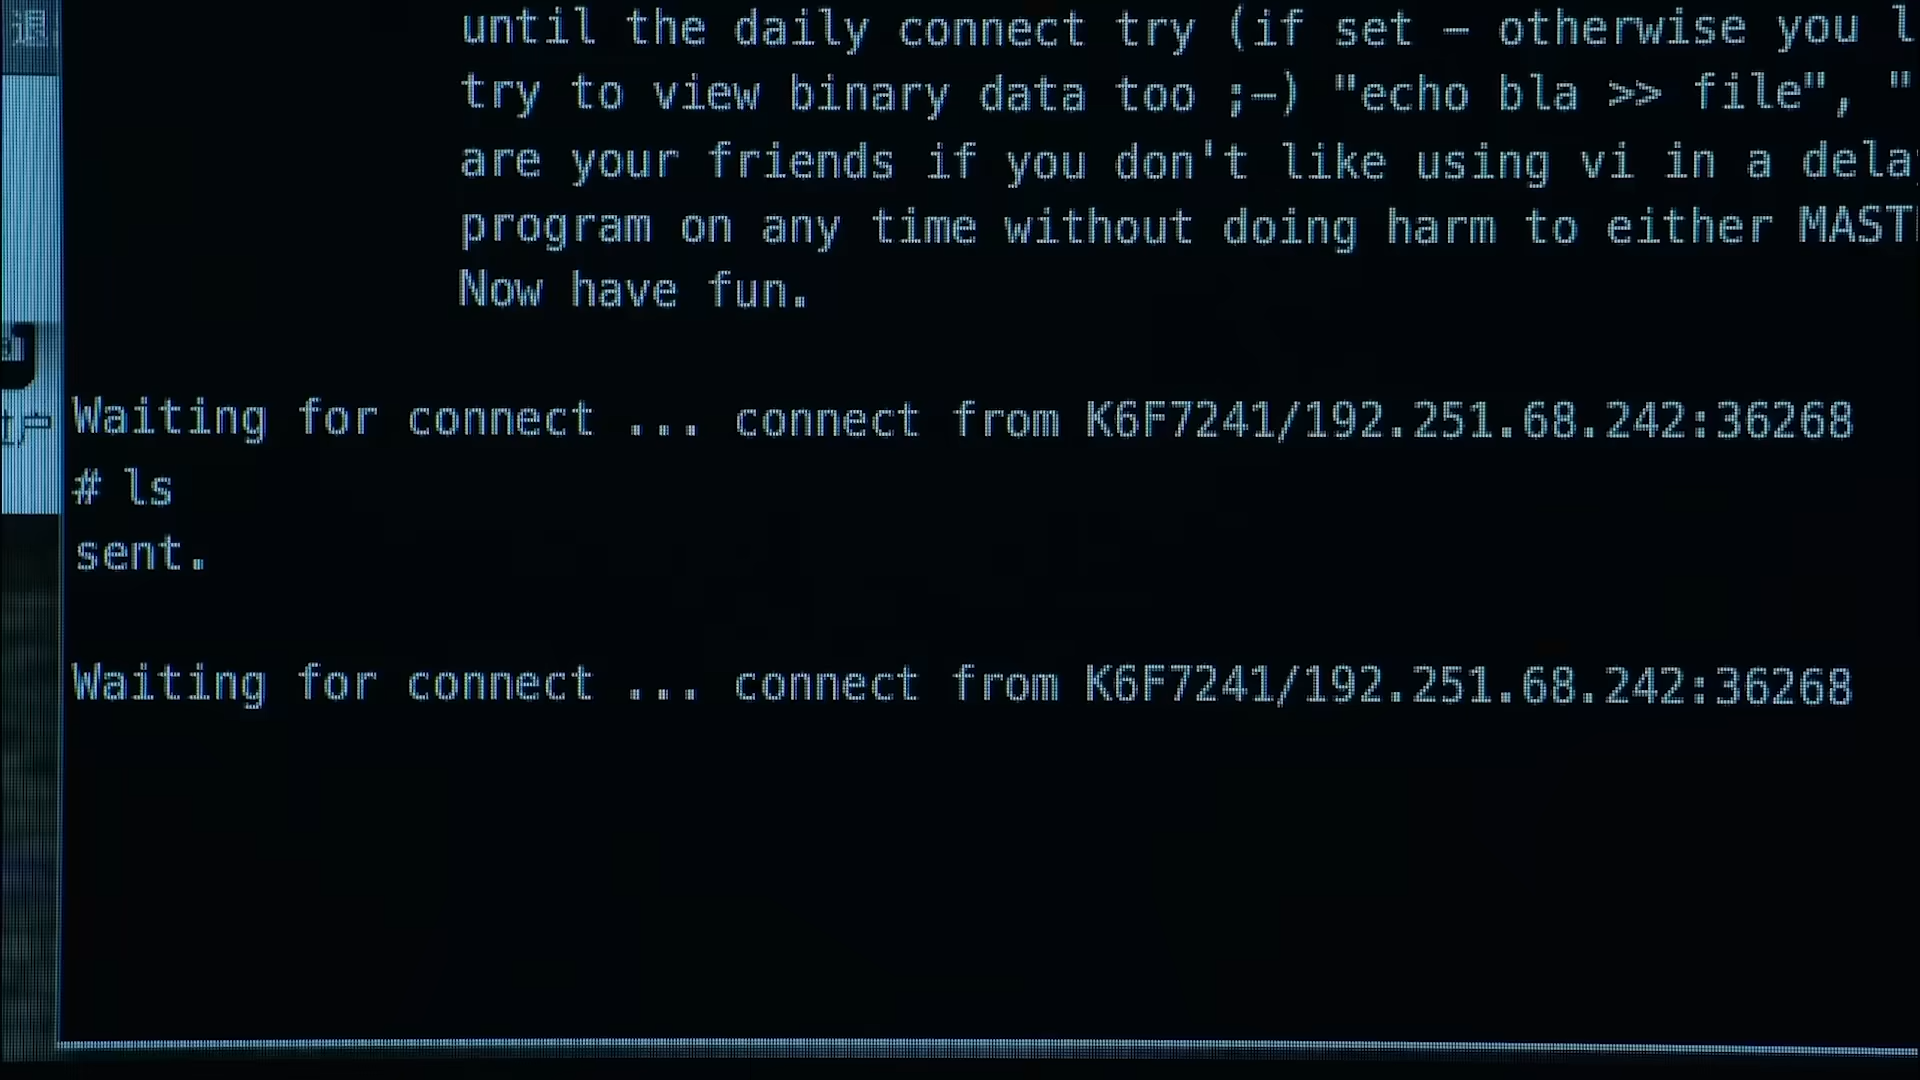 退
until the daily connect try (if set – otherwise you l
try to view binary data too ;-) "echo bla >> file", "
are your friends if you don't like using vi in a dela
program on any time without doing harm to either MAST
Now have fun.
Waiting for connect ... connect from K6F7241/192.251.68.242:36268
# ls
sent.
Waiting for connect ... connect from K6F7241/192.251.68.242:36268